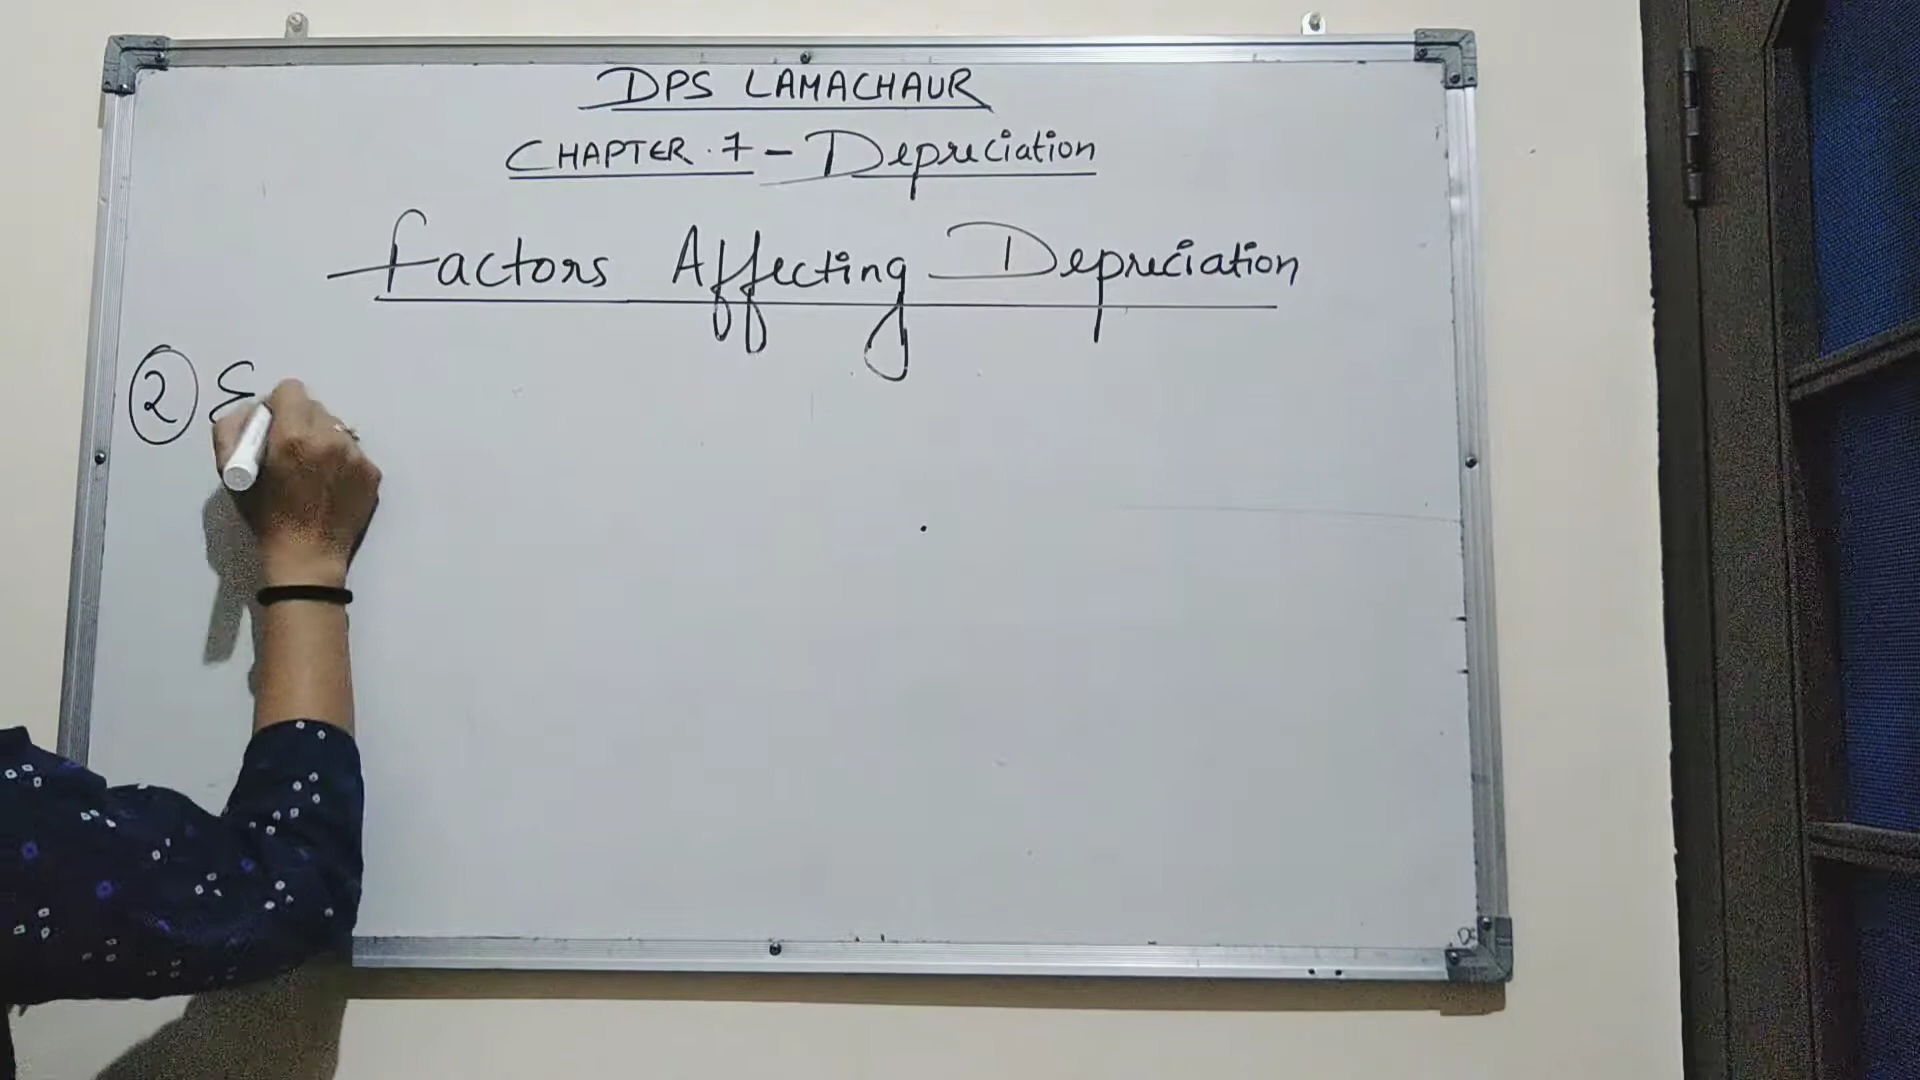 DPS LAMACHAUR
CHAPTER.7 - Depreciation
Factors Affecting Depreciation
2 E